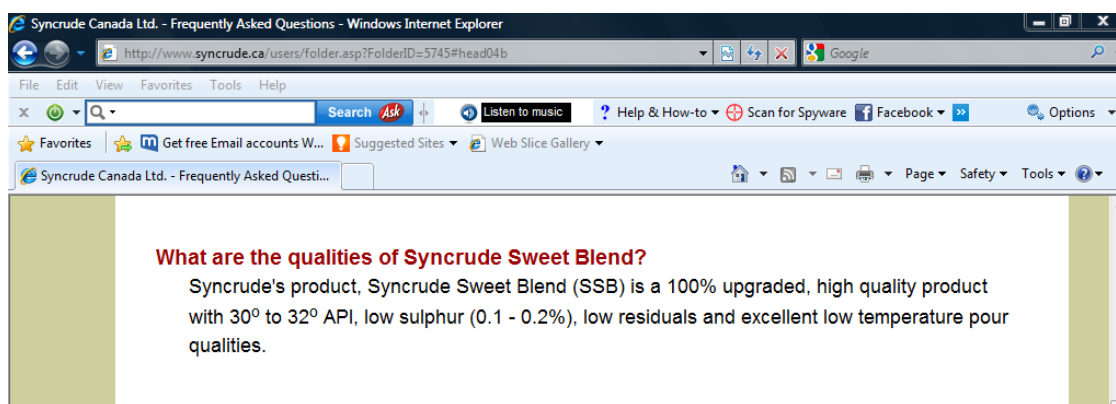 Syncrude Canada Ltd. - Frequently Asked Questions - Windows Internet Explorer
http://www.syncrude.ca/users/folder.asp?FolderID=5745#head04b Google
File Edit View Favorites Tools Help
x Search Ask Listen to music ? Help & How-to Scan for Spyware Facebook Options
Favorites Get free Email accounts W... Suggested Sites Web Slice Gallery
Syncrude Canada Ltd. - Frequently Asked Questi... Page Safety Tools
What are the qualities of Syncrude Sweet Blend?
Syncrude's product, Syncrude Sweet Blend (SSB) is a 100% upgraded, high quality product
with 30º to 32º API, low sulphur (0.1 - 0.2%), low residuals and excellent low temperature pour
qualities.